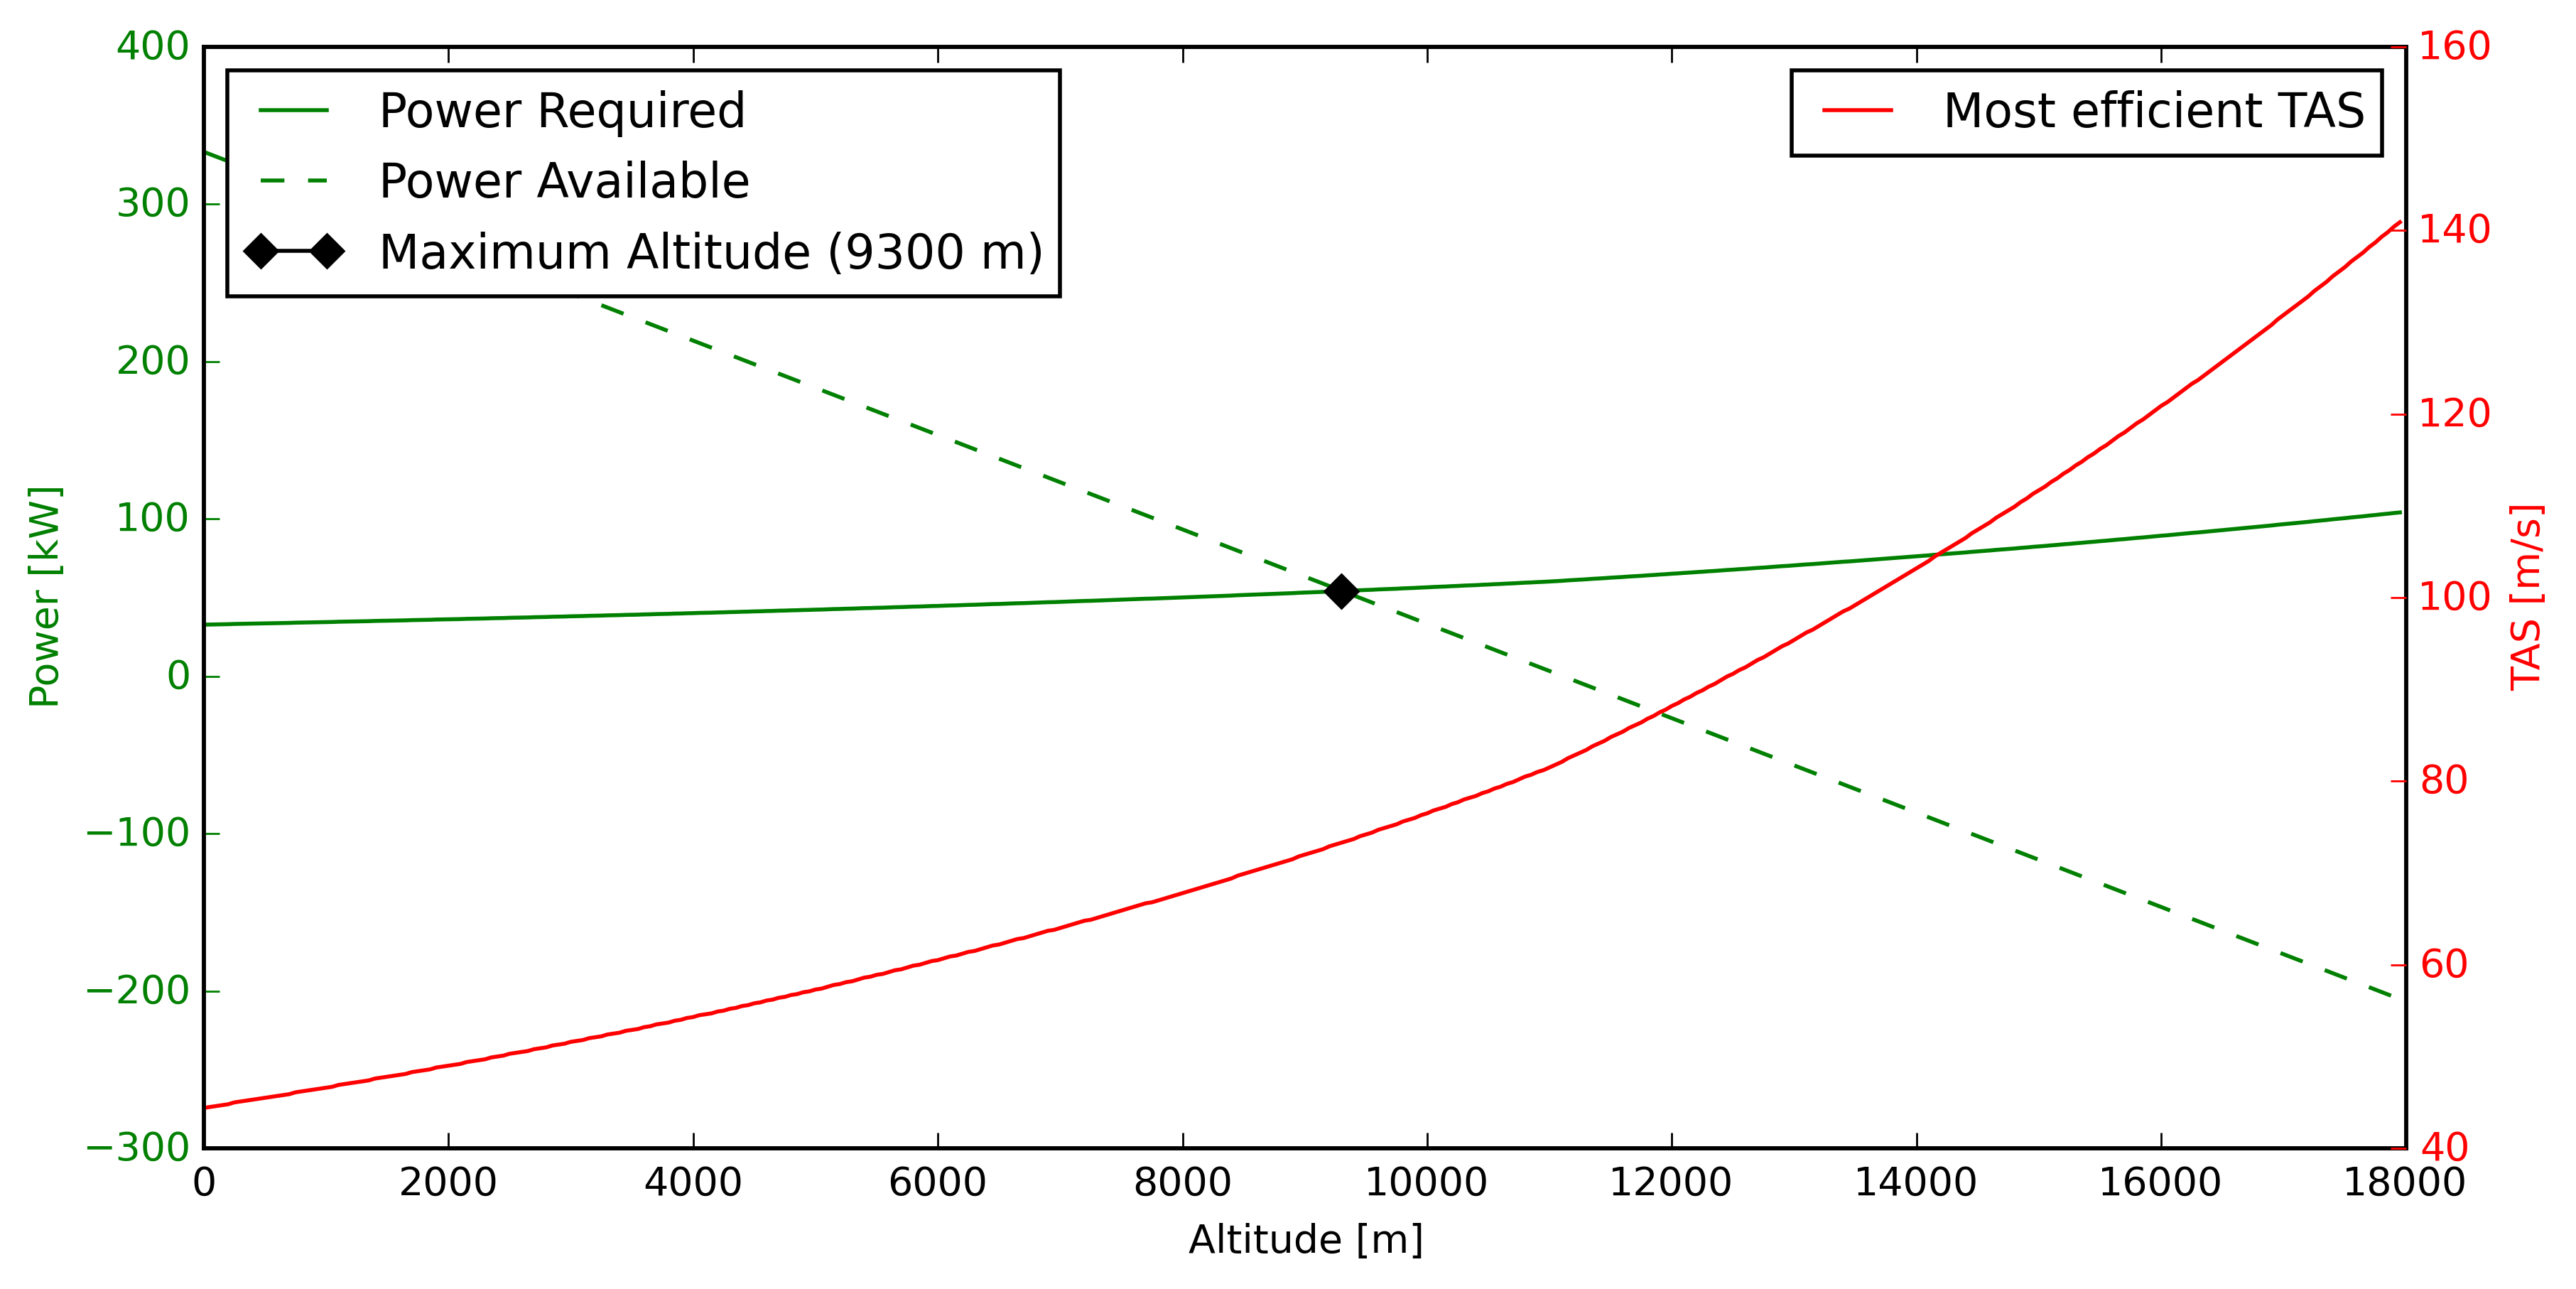 400
300
200
100
0
−100
−200
−300
Power [kW]
Power Required
Power Available
Maximum Altitude (9300 m)
Most efficient TAS
160
140
120
100
80
60
40
TAS [m/s]
0 2000 4000 6000 8000 10000 12000 14000 16000 18000
Altitude [m]